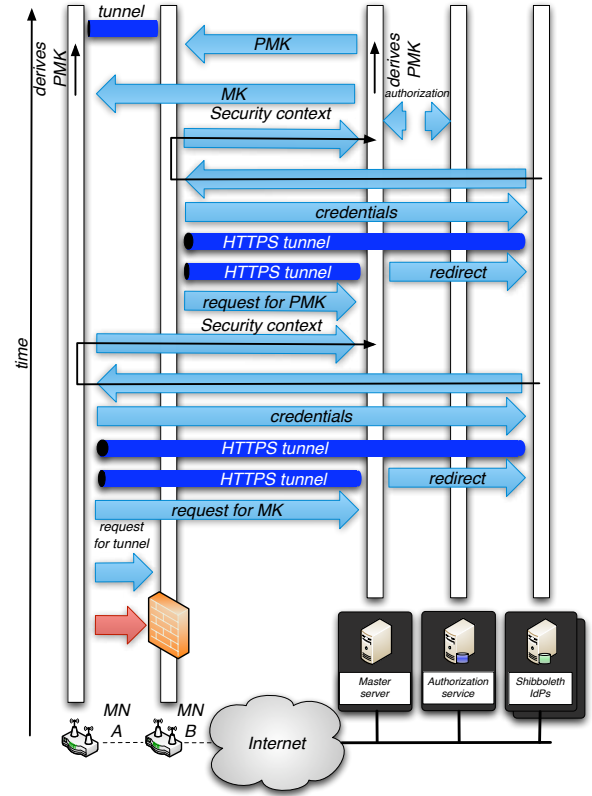 tunnel
derives
PMK
PMK
derives
PMK
MK
authorization
Security context
credentials
HTTPS tunnel
HTTPS tunnel
redirect
request for PMK
Security context
time
credentials
HTTPS tunnel
HTTPS tunnel
redirect
request for MK
request
for tunnel
Master
server
Authorization
service
Shibboleth
IdPs
MN
A
MN
B
Internet